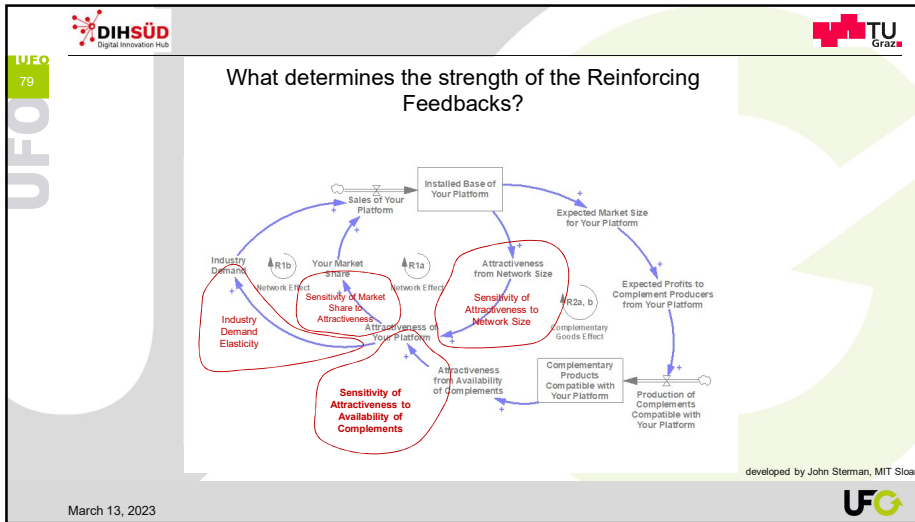 DIHSÜD
Digital Innovation Hub
TU
Graz
UFO
79
UFO
What determines the strength of the Reinforcing
Feedbacks?
Installed Base of
Your Platform
Sales of Your
Platform
Expected Market Size
for Your Platform
Industry
Demand
R1b
Network Effect
Your Market
Share
R1a
Network Effect
Attractiveness
from Network Size
Expected Profits to
Complement Producers
from Your Platform
Sensitivity of Market
Share to
Attractiveness
Sensitivity of
Attractiveness to
Network Size
R2a, b
Complementary
Goods Effect
Industry
Demand
Elasticity
Attractiveness of
Your Platform
Attractiveness
from Availability
of Complements
Complementary
Products
Compatible with
Your Platform
Production of
Complements
Compatible with
Your Platform
Sensitivity of
Attractiveness to
Availability of
Complements
developed by John Sterman, MIT Sloan
March 13, 2023
UFO